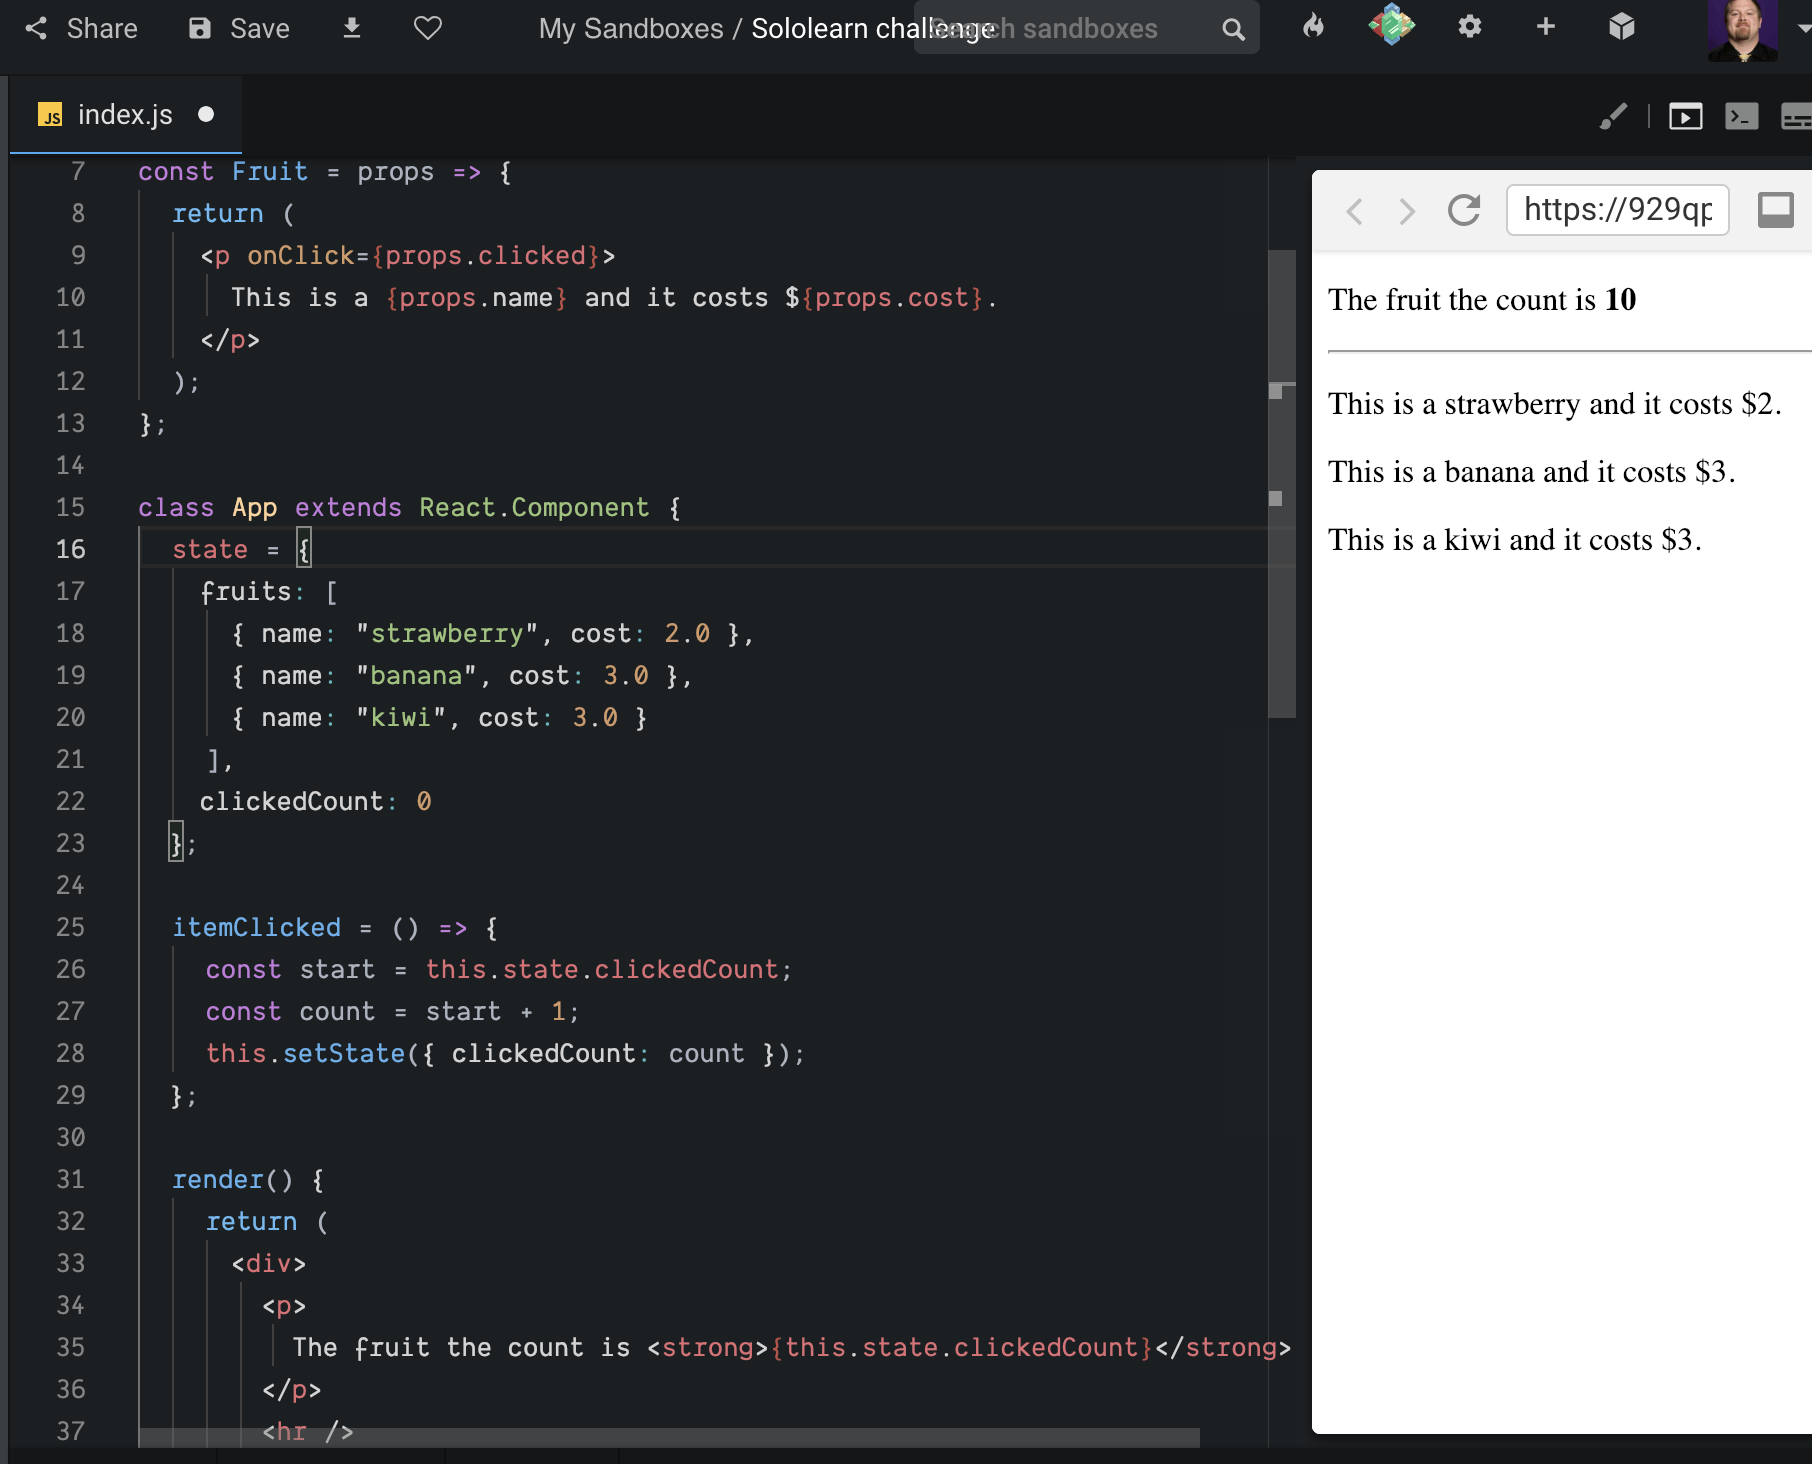 Share Save My Sandboxes / Sololearn challenge Search sandboxes
JS index.js
7 const Fruit = props => {
8 return (
9 <p onClick={props.clicked}>
10 This is a {props.name} and it costs ${props.cost}.
11 </p>
12 );
13 };
14
15 class App extends React.Component {
16 state = {
17 fruits: [
18 { name: "strawberry", cost: 2.0 },
19 { name: "banana", cost: 3.0 },
20 { name: "kiwi", cost: 3.0 }
21 ],
22 clickedCount: 0
23 };
24
25 itemClicked = () => {
26 const start = this.state.clickedCount;
27 const count = start + 1;
28 this.setState({ clickedCount: count });
29 };
30
31 render() {
32 return (
33 <div>
34 <p>
35 The fruit the count is <strong>{this.state.clickedCount}</strong>
36 </p>
37 <hr />
https://929qp
The fruit the count is 10
This is a strawberry and it costs $2.
This is a banana and it costs $3.
This is a kiwi and it costs $3.